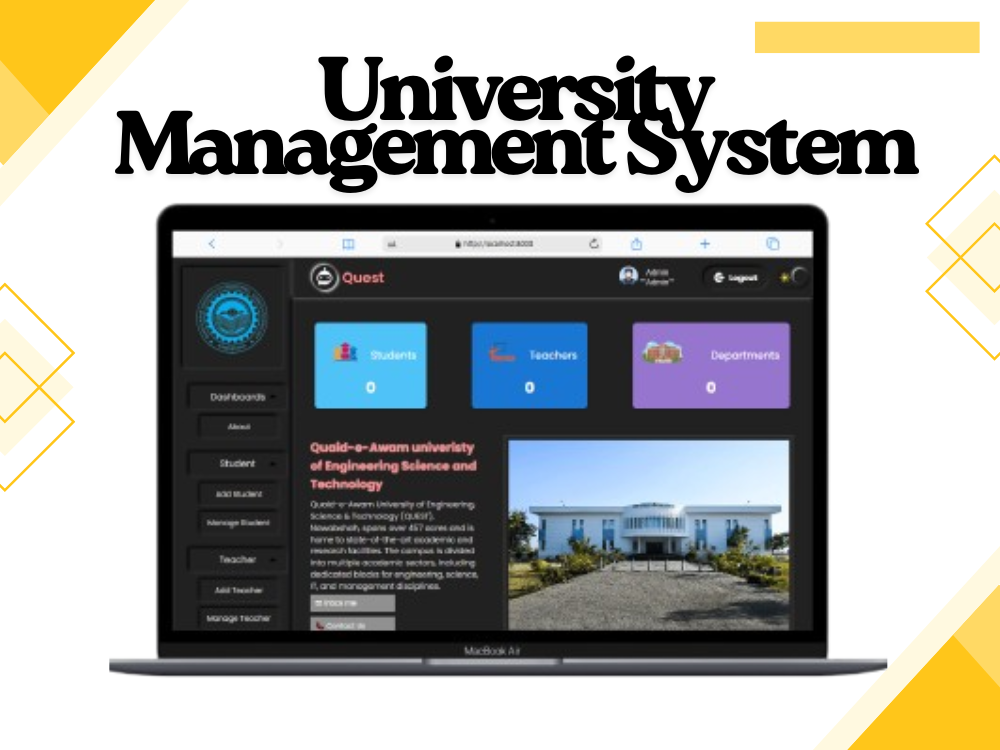 University
Management System
https://localhost:8000
Quest
Admin
"Admin"
Logout
Students
0
Teachers
0
Departments
0
Dashboards
About
Student
Add Student
Manage Student
Teacher
Add Teacher
Manage Teacher
Quaid-e-Awam univeristy
of Engineering Science and
Technology
Quaid-e-Awam University of Engineering,
Science & Technology (QUEST),
Nawabshah, spans over 457 acres and is
home to state-of-the-art academic and
research facilities. The campus is divided
into multiple academic sectors, including
dedicated blocks for engineering, science,
IT, and management disciplines.
Contact Us
MacBook Air